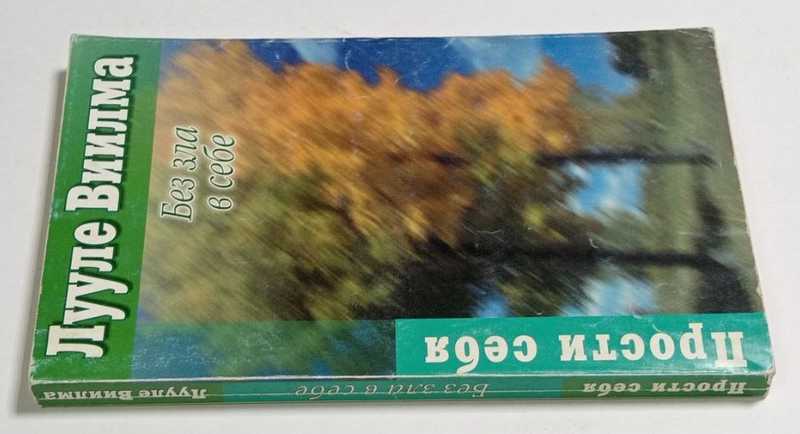 Лууле Виилма
Без зла
в себе
Прости себя
Лууле Виилма
Без зла в себе
Прости себя